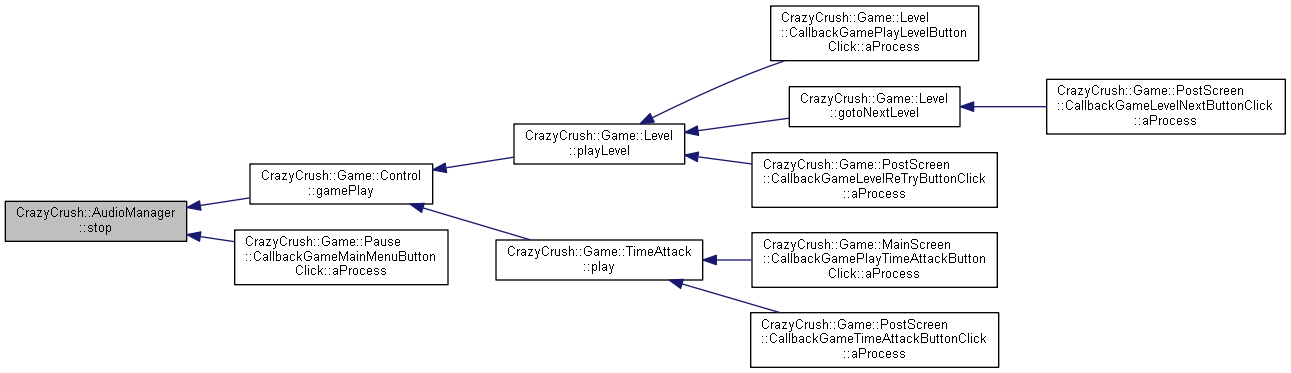 CrazyCrush::Game::Level
::CallbackGamePlayLevelButton
Click::aProcess
CrazyCrush::Game::Level
::gotoNextLevel
CrazyCrush::Game::PostScreen
::CallbackGameLevelNextButtonClick
::aProcess
CrazyCrush::Game::Level
::playLevel
CrazyCrush::Game::PostScreen
::CallbackGameLevelReTryButtonClick
::aProcess
CrazyCrush::Game::Control
::gamePlay
CrazyCrush::AudioManager
::stop
CrazyCrush::Game::Pause
::CallbackGameMainMenuButton
Click::aProcess
CrazyCrush::Game::TimeAttack
::play
CrazyCrush::Game::MainScreen
::CallbackGamePlayTimeAttackButton
Click::aProcess
CrazyCrush::Game::PostScreen
::CallbackGameTimeAttackButtonClick
::aProcess